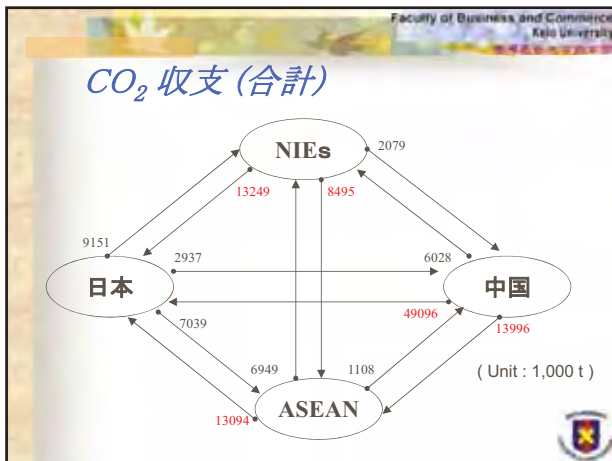 Faculty of Business and Commerce
Keio University
CO₂ 収支 (合計)
NIEs
2079
13249
8495
9151
2937
6028
日本
中国
49096
13996
7039
6949
1108
( Unit : 1,000 t )
ASEAN
13094